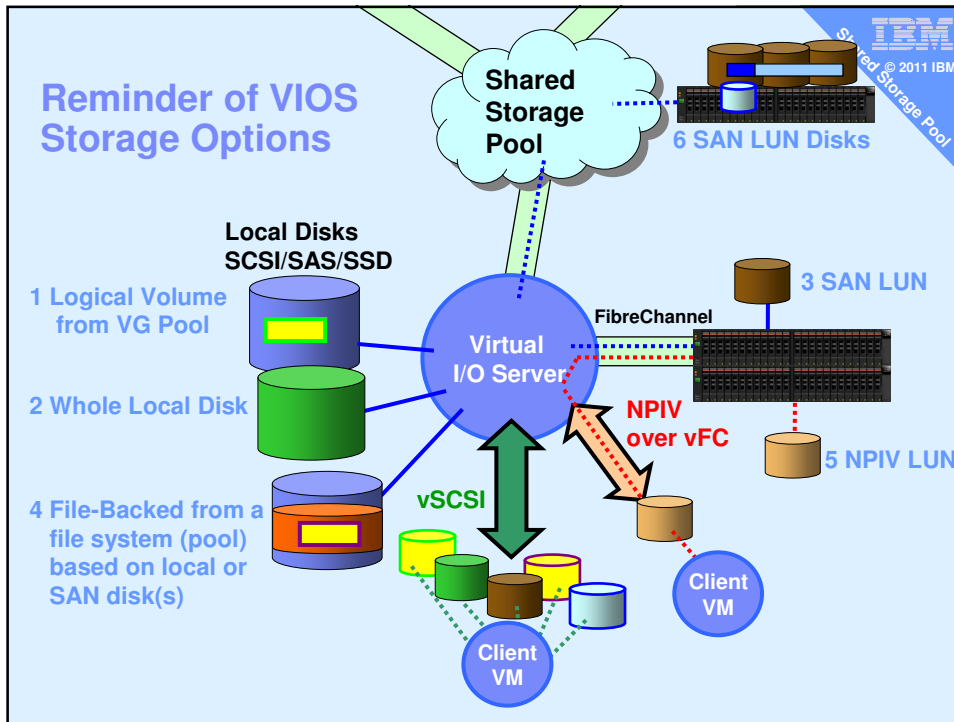 Reminder of VIOS
Storage Options
Shared
Storage
Pool
IBM
© 2011 IBM
Shared Storage Pool
6 SAN LUN Disks
Local Disks
SCSI/SAS/SSD
1 Logical Volume
from VG Pool
2 Whole Local Disk
4 File-Backed from a
file system (pool)
based on local or
SAN disk(s)
Virtual
I/O Server
FibreChannel
3 SAN LUN
NPIV
over vFC
5 NPIV LUN
vSCSI
Client
VM
Client
VM